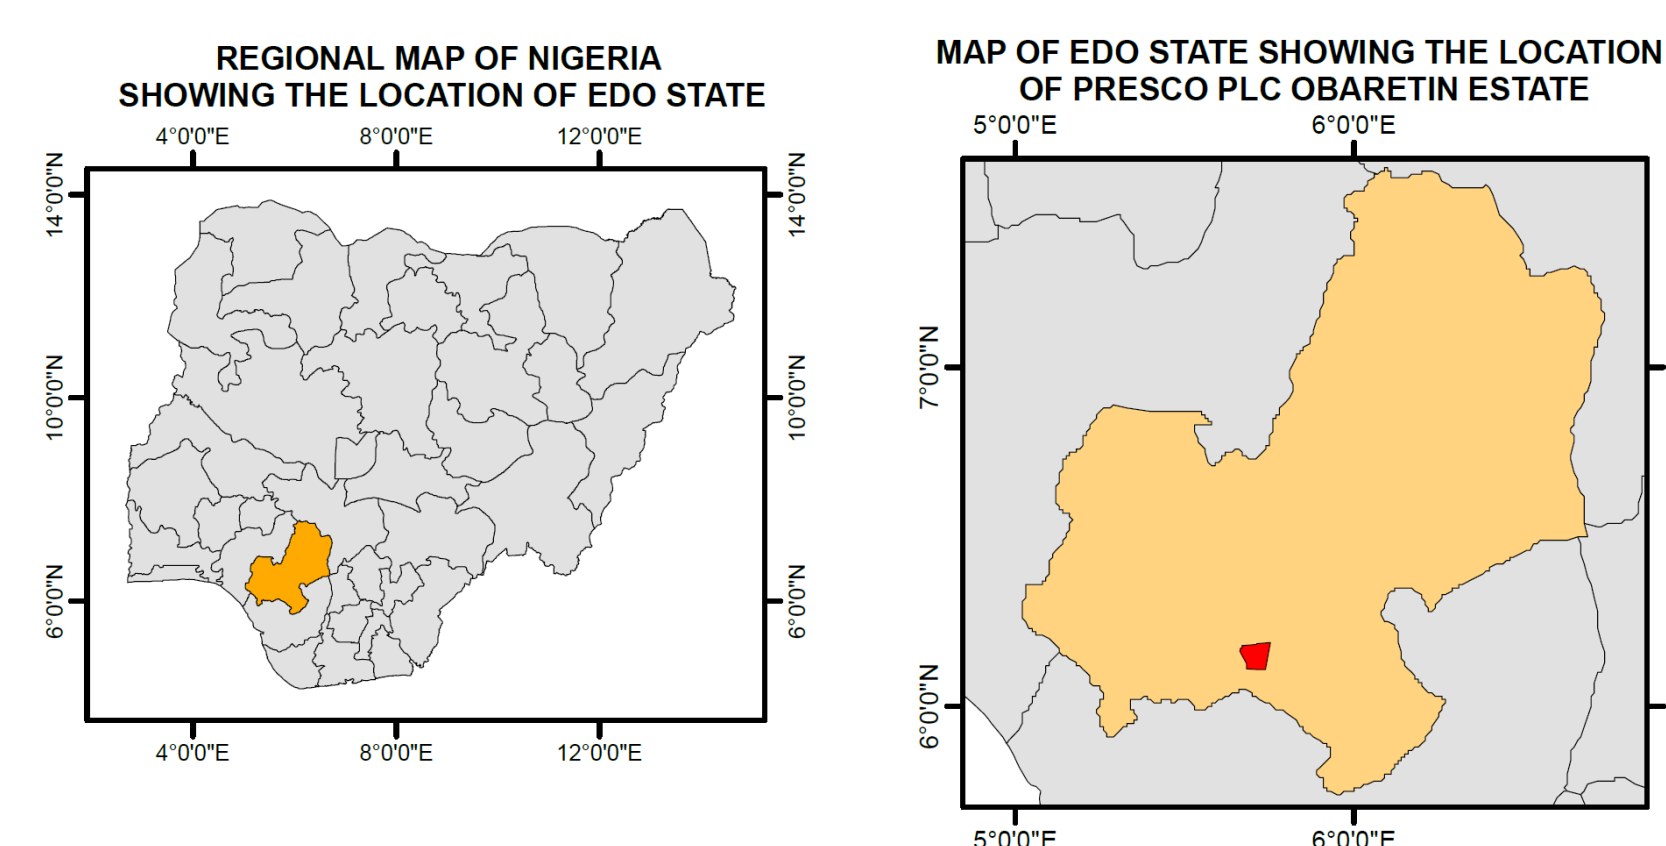 REGIONAL MAP OF NIGERIA
SHOWING THE LOCATION OF EDO STATE
4°0'0"E 8°0'0"E 12°0'0"E
14°0'0"N 14°0'0"N
10°0'0"N 10°0'0"N
6°0'0"N 6°0'0"N
4°0'0"E 8°0'0"E 12°0'0"E
MAP OF EDO STATE SHOWING THE LOCATION
OF PRESCO PLC OBARETIN ESTATE
5°0'0"E 6°0'0"E
7°0'0"N
6°0'0"N
5°0'0"E 6°0'0"E